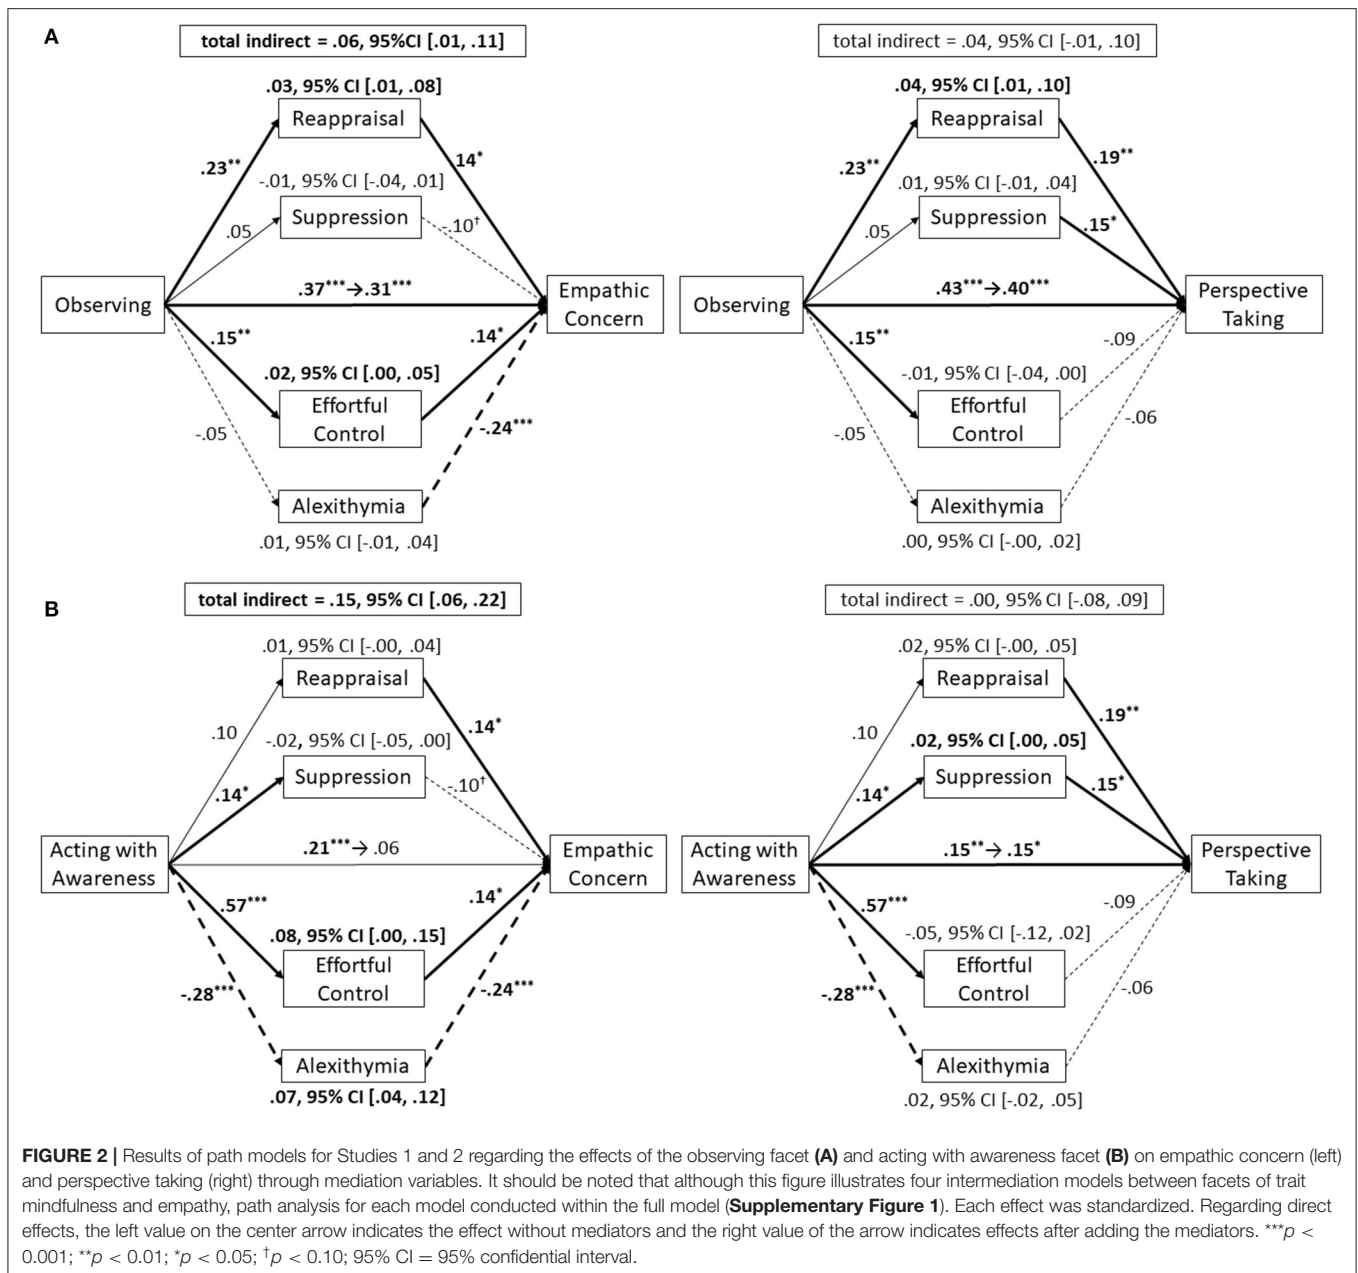 A
total indirect = .06, 95%CI [.01, .11]
.03, 95% CI [.01, .08]
Reappraisal
.23**
.14*
-.01, 95% CI [-.04, .01]
Suppression
.05
-.10†
Observing
.37***→.31***
Empathic
Concern
.15**
.14*
.02, 95% CI [.00, .05]
Effortful
Control
-.05
-.24***
Alexithymia
.01, 95% CI [-.01, .04]
total indirect = .04, 95% CI [-.01, .10]
.04, 95% CI [.01, .10]
Reappraisal
.23**
.19**
.01, 95% CI [-.01, .04]
Suppression
.05
.15*
Observing
.43***→.40***
Perspective
Taking
.15**
-.09
-.01, 95% CI [-.04, .00]
Effortful
Control
-.05
-.06
Alexithymia
.00, 95% CI [-.00, .02]
B
total indirect = .15, 95% CI [.06, .22]
.01, 95% CI [-.00, .04]
Reappraisal
.10
.14*
-.02, 95% CI [-.05, .00]
Suppression
.14*
-.10†
Acting with
Awareness
.21***→ .06
Empathic
Concern
.57***
.14*
.08, 95% CI [.00, .15]
Effortful
Control
-.28***
-.24***
Alexithymia
.07, 95% CI [.04, .12]
total indirect = .00, 95% CI [-.08, .09]
.02, 95% CI [-.00, .05]
Reappraisal
.10
.19**
.02, 95% CI [.00, .05]
Suppression
.14*
.15*
Acting with
Awareness
.15**→ .15*
Perspective
Taking
.57***
-.09
-.05, 95% CI [-.12, .02]
Effortful
Control
-.28***
-.06
Alexithymia
.02, 95% CI [-.02, .05]
FIGURE 2 | Results of path models for Studies 1 and 2 regarding the effects of the observing facet (A) and acting with awareness facet (B) on empathic concern (left)
and perspective taking (right) through mediation variables. It should be noted that although this figure illustrates four intermediation models between facets of trait
mindfulness and empathy, path analysis for each model conducted within the full model (Supplementary Figure 1). Each effect was standardized. Regarding direct
effects, the left value on the center arrow indicates the effect without mediators and the right value of the arrow indicates effects after adding the mediators. ***p <
0.001; **p < 0.01; *p < 0.05; †p < 0.10; 95% CI = 95% confidential interval.